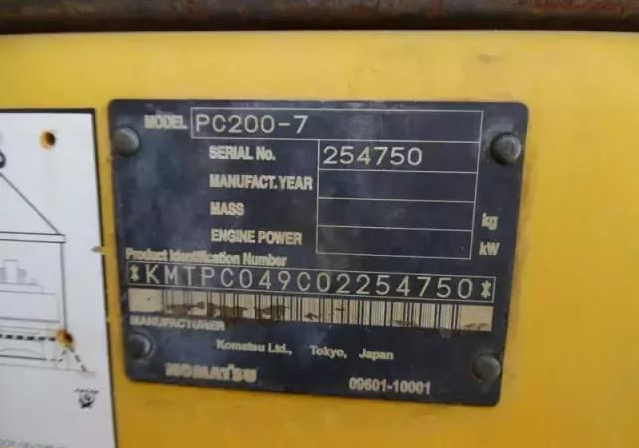 MODEL PC200-7
SERIAL No. 254750
MANUFACT.YEAR
MASS kg
ENGINE POWER kW
Product Identification Number
*KMTPC049C02254750*
MANUFACTURER
Komatsu Ltd., Tokyo, Japan
KOMATSU 09601-10001